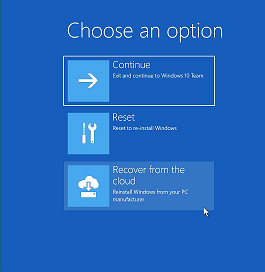 Choose an option
Continue
Exit and continue to Windows 10 Team
Reset
Reset to re-install Windows
Recover from the
cloud
Reinstall Windows from your PC
manufacturer